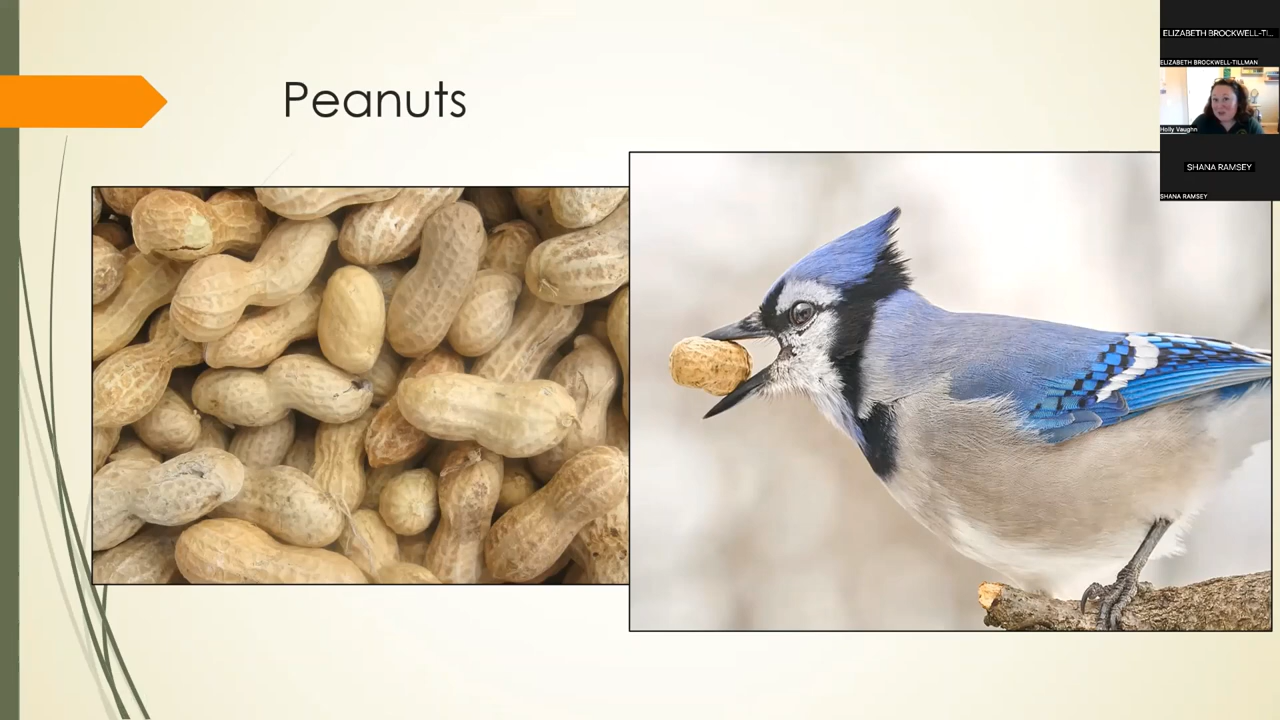 Peanuts
ELIZABETH BROCKWELL-TI...
ELIZABETH BROCKWELL-TILLMAN
Holly Vaughn
SHANA RAMSEY
SHANA RAMSEY